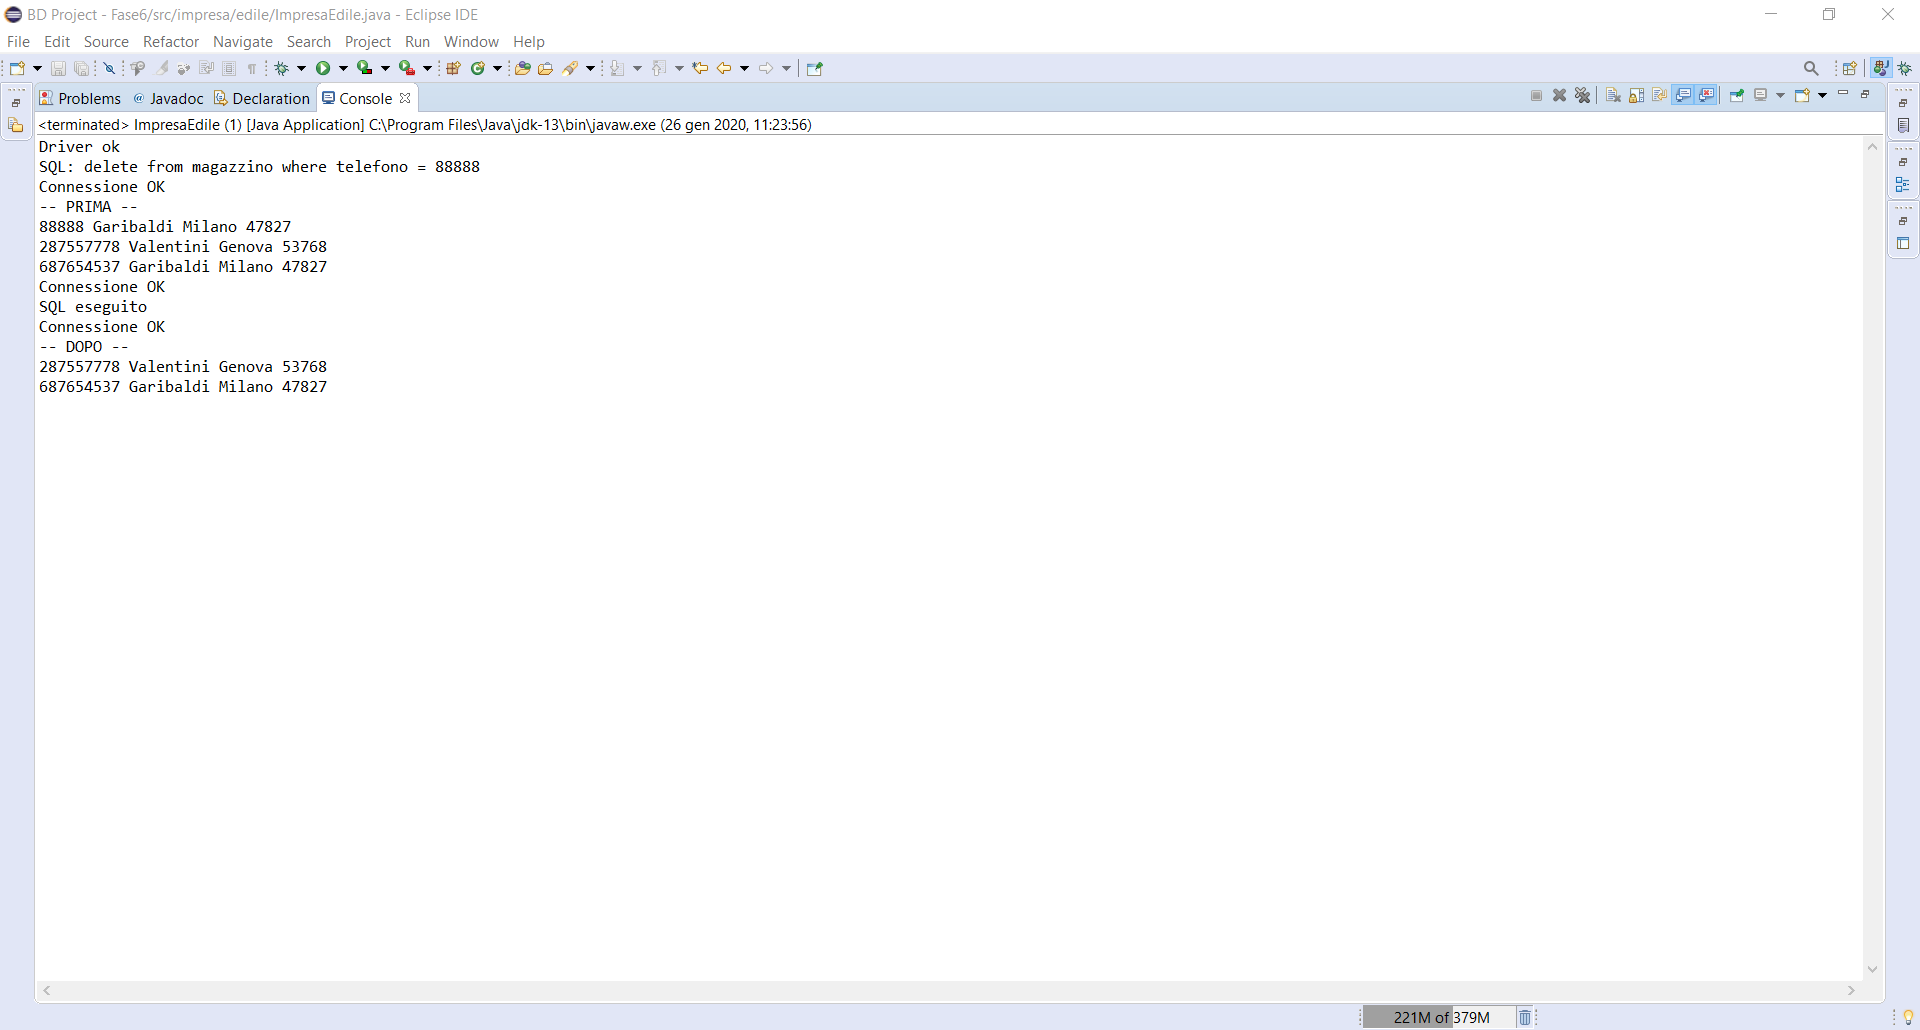 BD Project - Fase6/src/impresa/edile/ImpresaEdile.java - Eclipse IDE
File Edit Source Refactor Navigate Search Project Run Window Help
Problems @ Javadoc Declaration Console
<terminated> ImpresaEdile (1) [Java Application] C:\Program Files\Java\jdk-13\bin\javaw.exe (26 gen 2020, 11:23:56)
Driver ok
SQL: delete from magazzino where telefono = 88888
Connessione OK
-- PRIMA --
88888 Garibaldi Milano 47827
287557778 Valentini Genova 53768
687654537 Garibaldi Milano 47827
Connessione OK
SQL eseguito
Connessione OK
-- DOPO --
287557778 Valentini Genova 53768
687654537 Garibaldi Milano 47827
221M of 379M